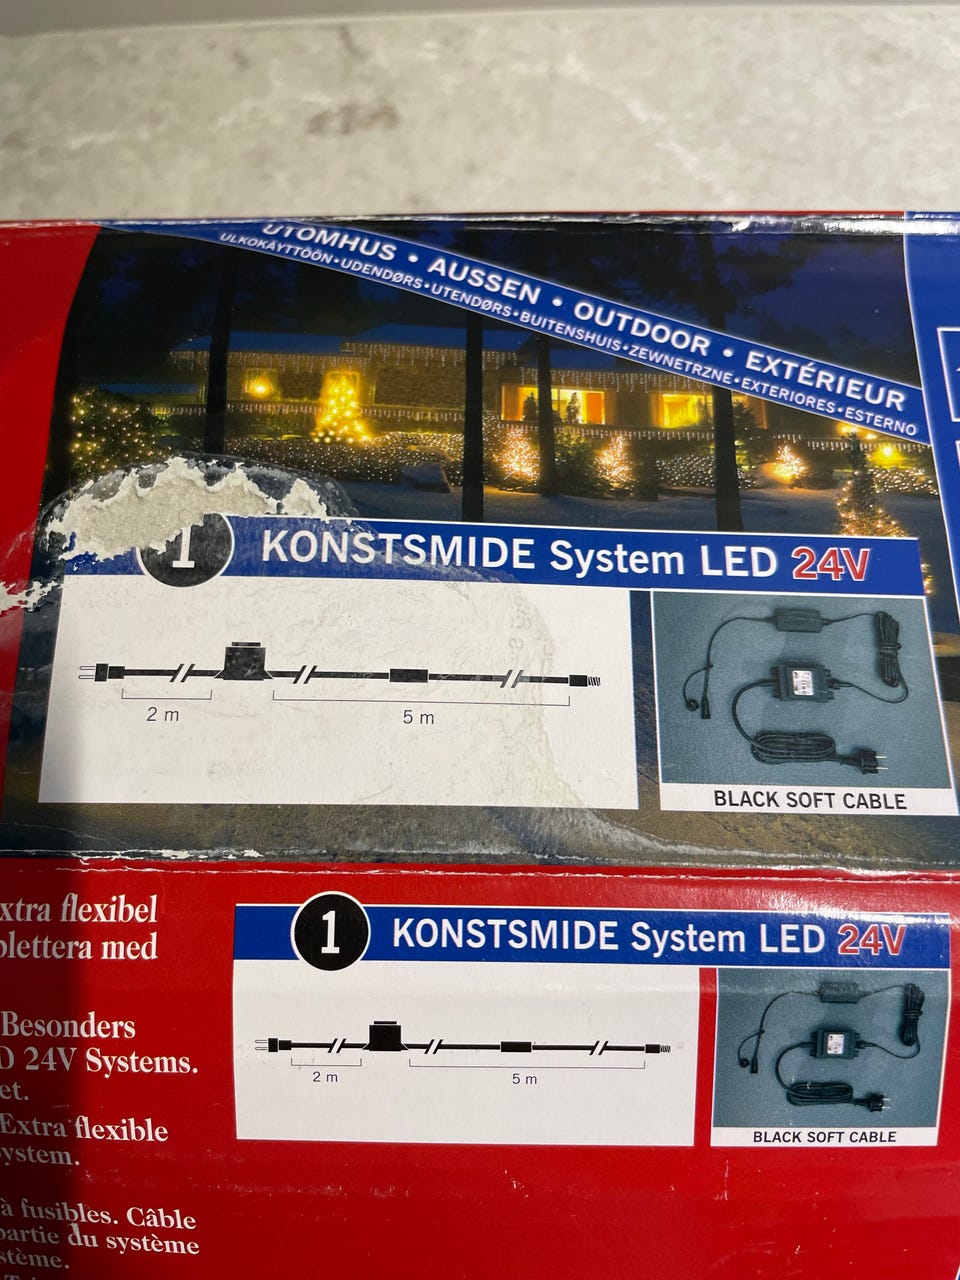 UTOMHUS • AUSSEN • OUTDOOR • EXTÉRIEUR
ULKOKÄYTTÖÖN • UDENDØRS • UTENDØRS • BUITENSHUIS • ZEWNETRZNE • EXTERIORES • ESTERNO
1 KONSTSMIDE System LED 24V
2 m
5 m
BLACK SOFT CABLE
xtra flexibel
plettera med
1 KONSTSMIDE System LED 24V
Besonders
D 24V Systems.
et.
2 m
5 m
Extra flexible
ystem.
BLACK SOFT CABLE
à fusibles. Câble
partie du système
stème.